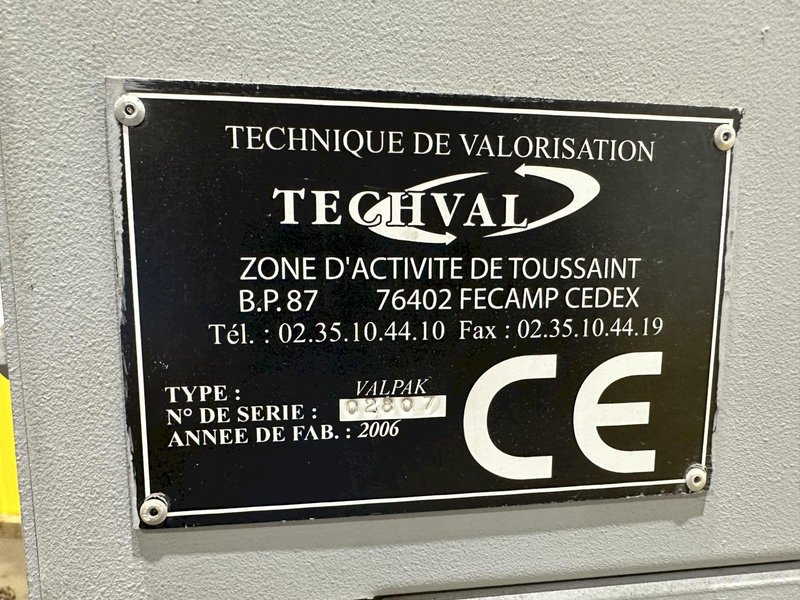 TECHNIQUE DE VALORISATION
TECHVAL
ZONE D'ACTIVITE DE TOUSSAINT
B.P. 87 76402 FECAMP CEDEX
Tél. : 02.35.10.44.10 Fax : 02.35.10.44.19
TYPE : VALPAK
N° DE SERIE : 02807
ANNEE DE FAB. : 2006
CE